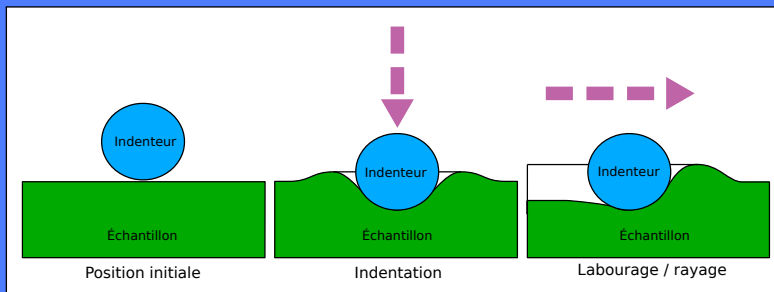 Indenteur
Échantillon
Position initiale
Indenteur
Échantillon
Indentation
Indenteur
Échantillon
Labourage / rayage